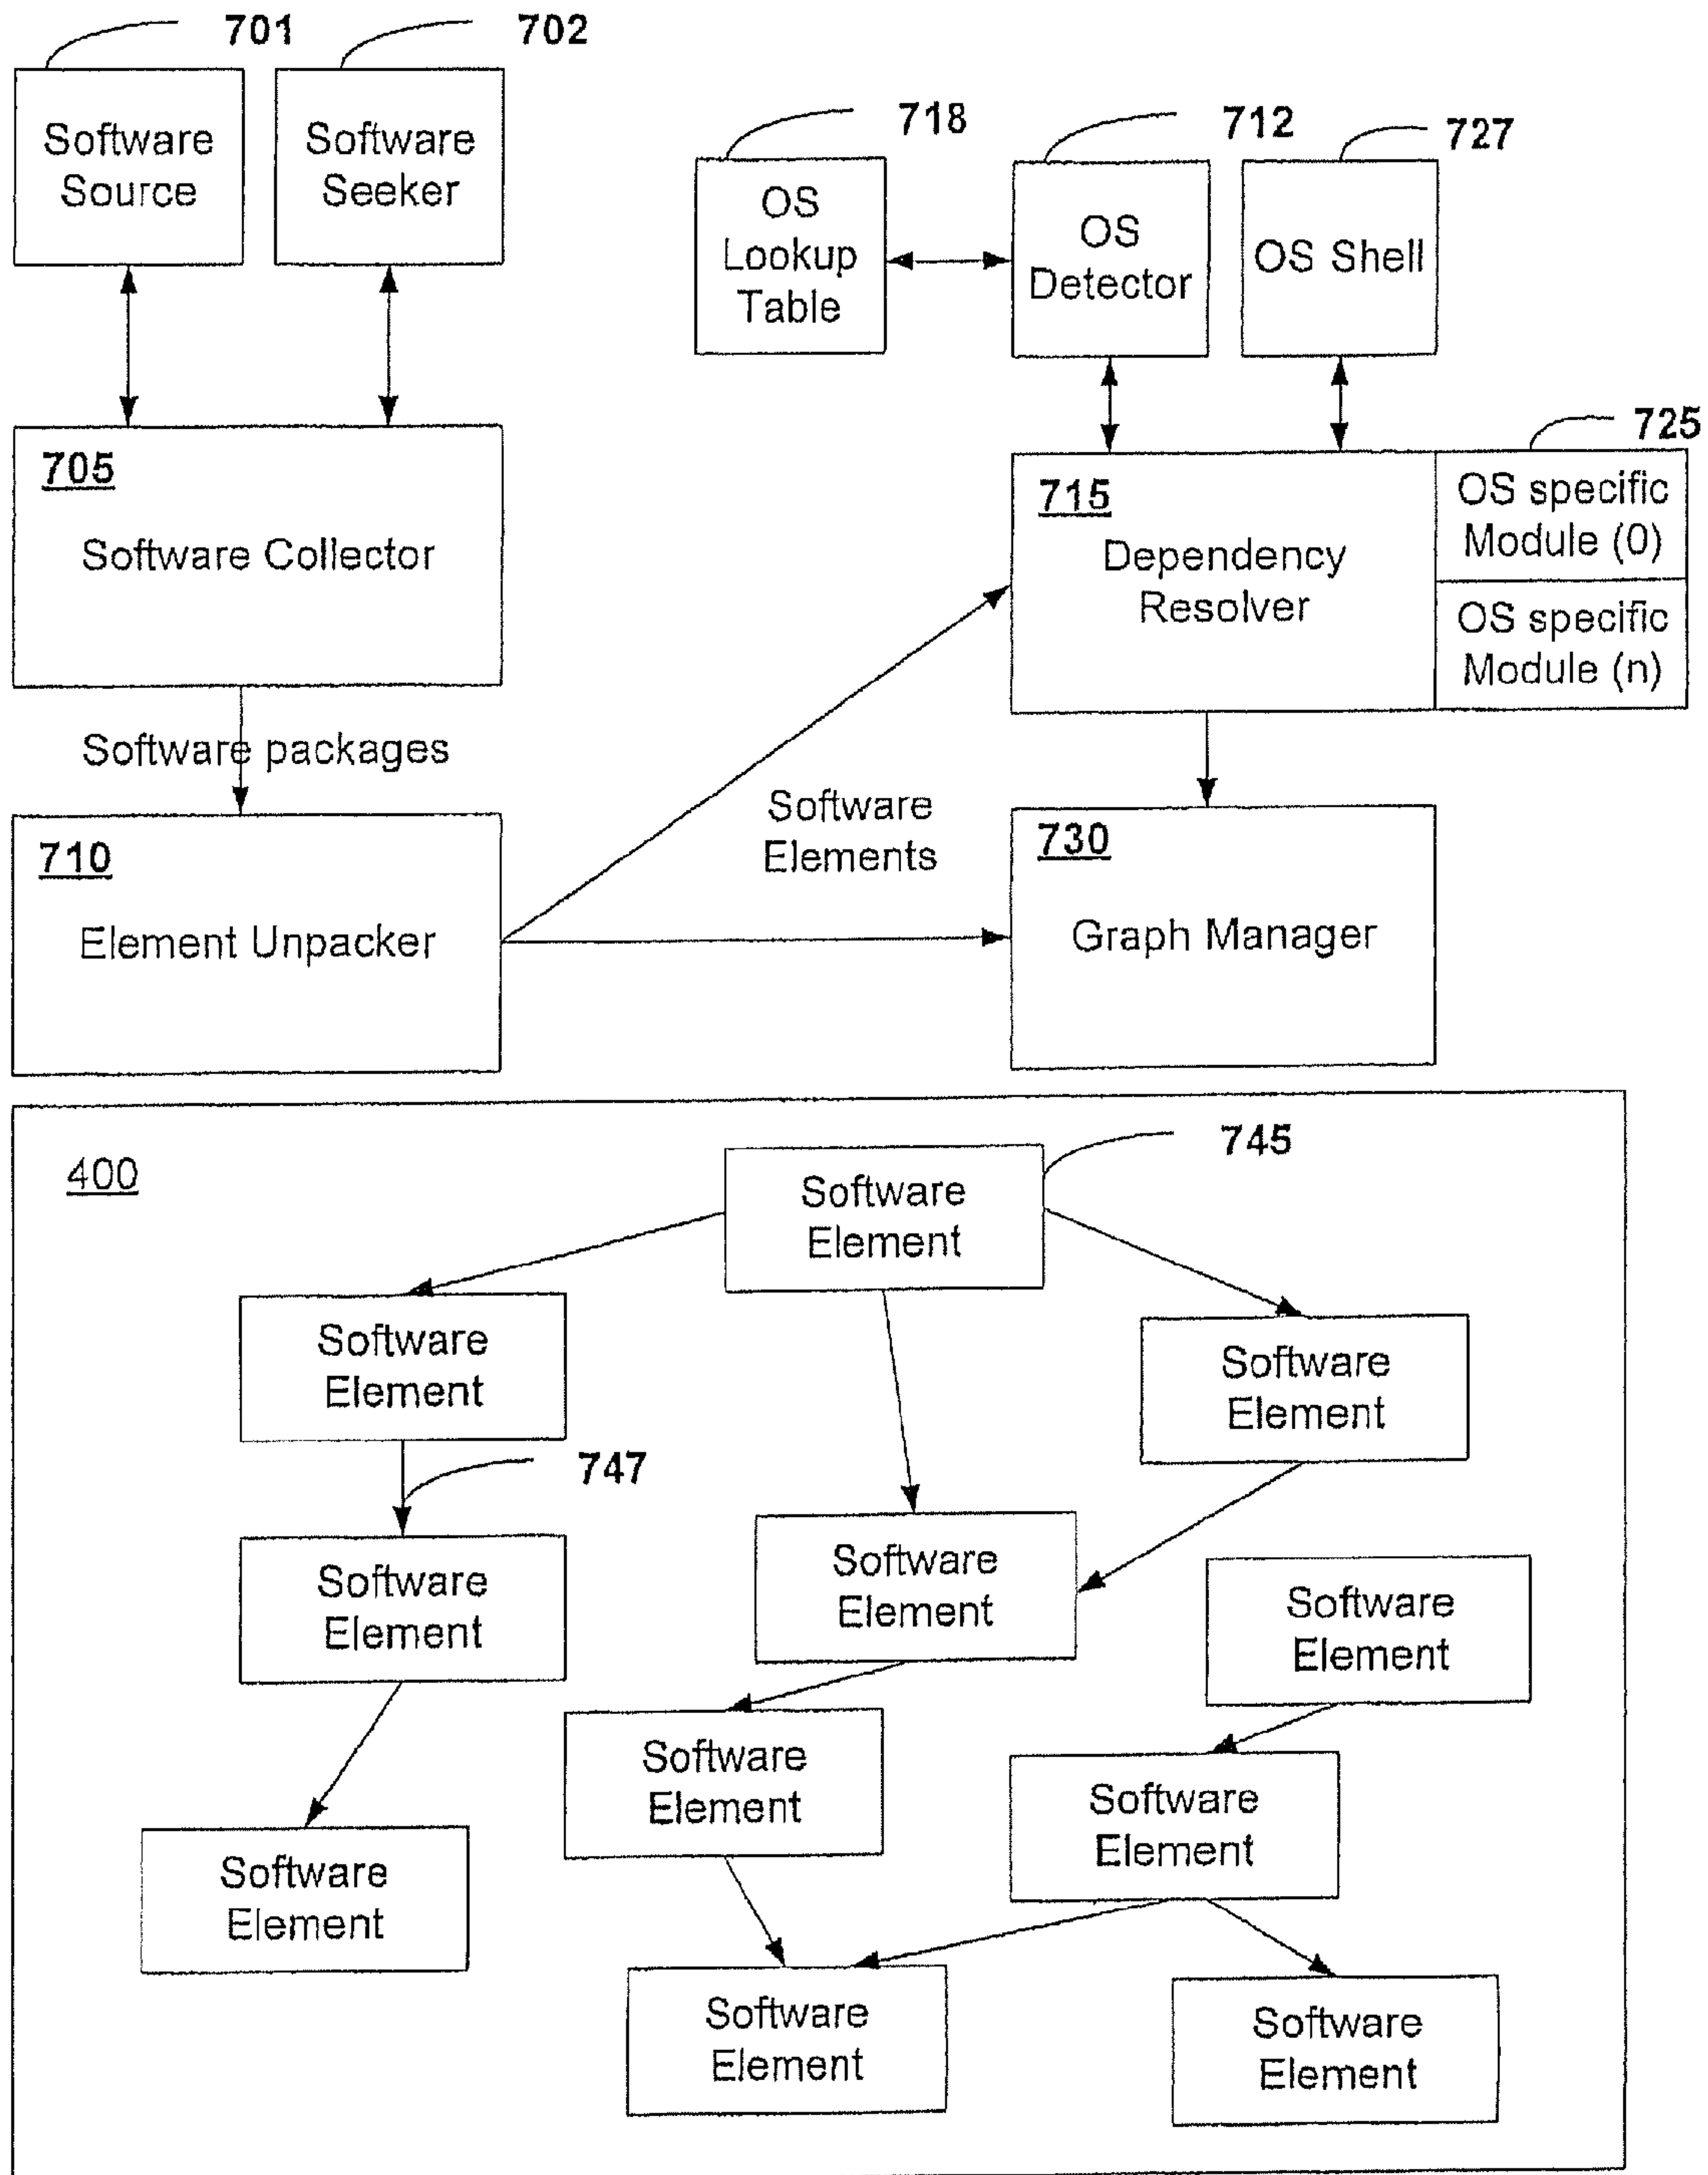 701
702
Software
Source
Software
Seeker
718
712
727
OS
Lookup
Table
OS
Detector
OS Shell
705
Software Collector
725
715
Dependency
Resolver
OS specific
Module (0)
OS specific
Module (n)
Software packages
710
Element Unpacker
Software
Elements
730
Graph Manager
400
745
Software
Element
Software
Element
Software
Element
747
Software
Element
Software
Element
Software
Element
Software
Element
Software
Element
Software
Element
Software
Element
Software
Element